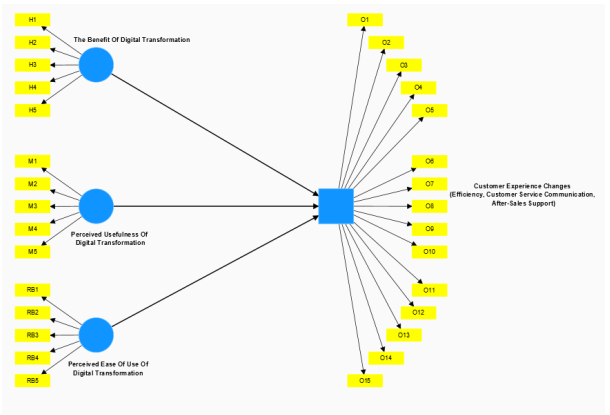 H1
H2
H3
H4
H5
The Benefit Of Digital Transformation
M1
M2
M3
M4
M5
Perceived Usefulness Of
Digital Transformation
RB1
RB2
RB3
RB4
RB5
Perceived Ease Of Use Of
Digital Transformation
O1
O2
O3
O4
O5
O6
O7
O8
O9
O10
O11
O12
O13
O14
O15
Customer Experience Changes
(Efficiency, Customer Service Communication,
After-Sales Support)